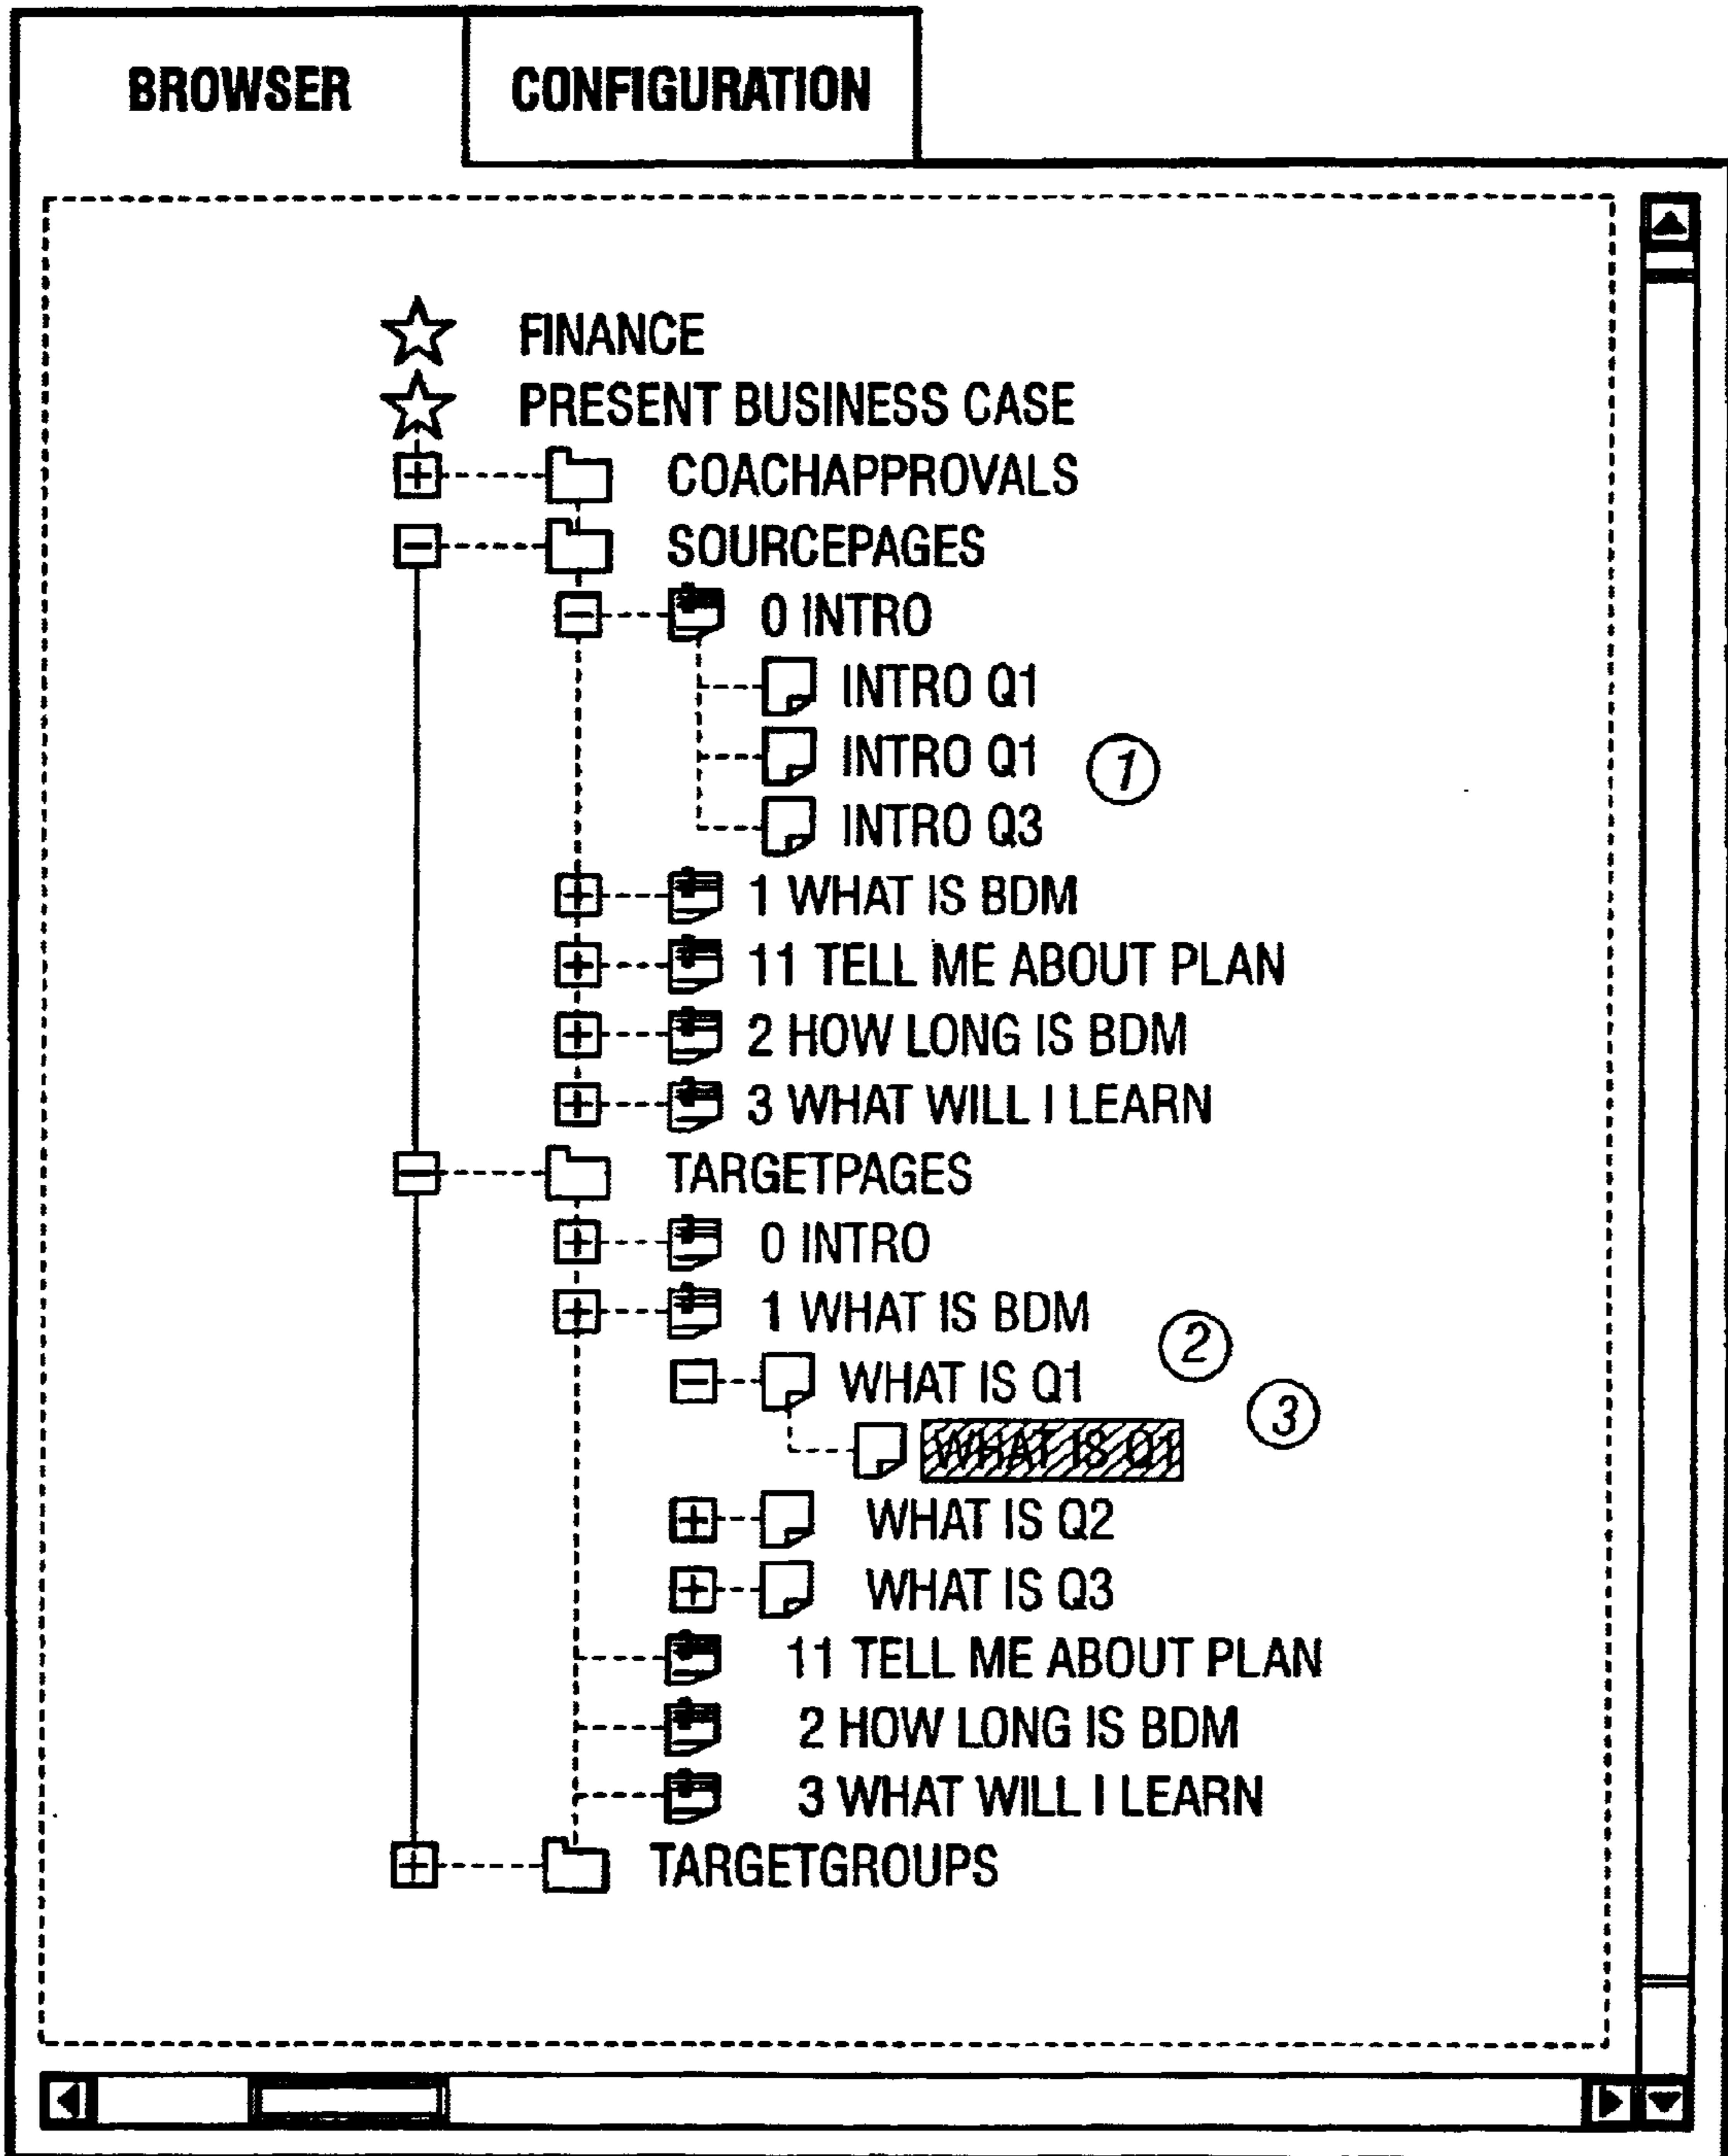 BROWSER CONFIGURATION
FINANCE
PRESENT BUSINESS CASE
COACHAPPROVALS
SOURCEPAGES
0 INTRO
INTRO Q1
INTRO Q1 1
INTRO Q3
1 WHAT IS BDM
11 TELL ME ABOUT PLAN
2 HOW LONG IS BDM
3 WHAT WILL I LEARN
TARGETPAGES
0 INTRO
1 WHAT IS BDM
2
WHAT IS Q1
3
WHAT IS Q1
WHAT IS Q2
WHAT IS Q3
11 TELL ME ABOUT PLAN
2 HOW LONG IS BDM
3 WHAT WILL I LEARN
TARGETGROUPS